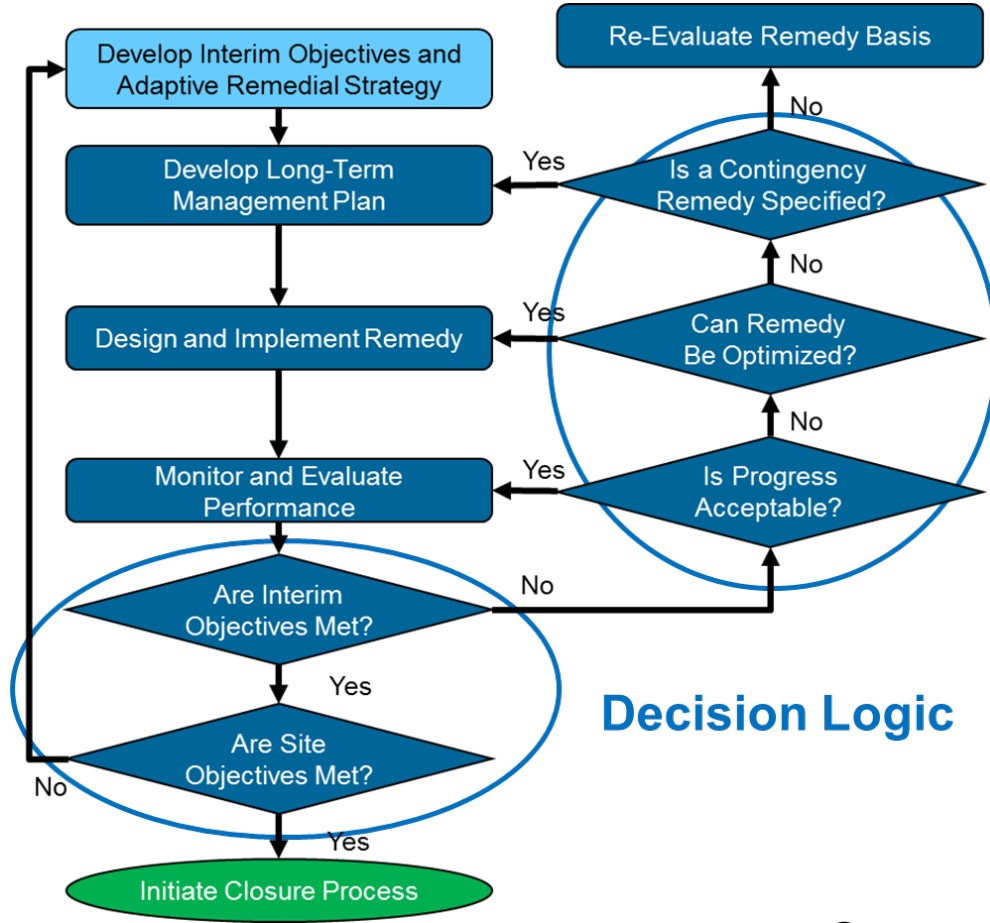 Develop Interim Objectives and
Adaptive Remedial Strategy
Re-Evaluate Remedy Basis
No
Develop Long-Term
Management Plan
Yes
Is a Contingency
Remedy Specified?
No
Design and Implement Remedy
Yes
Can Remedy
Be Optimized?
No
Monitor and Evaluate
Performance
Yes
Is Progress
Acceptable?
Are Interim
Objectives Met?
No
Yes
Decision Logic
Are Site
Objectives Met?
No
Yes
Initiate Closure Process